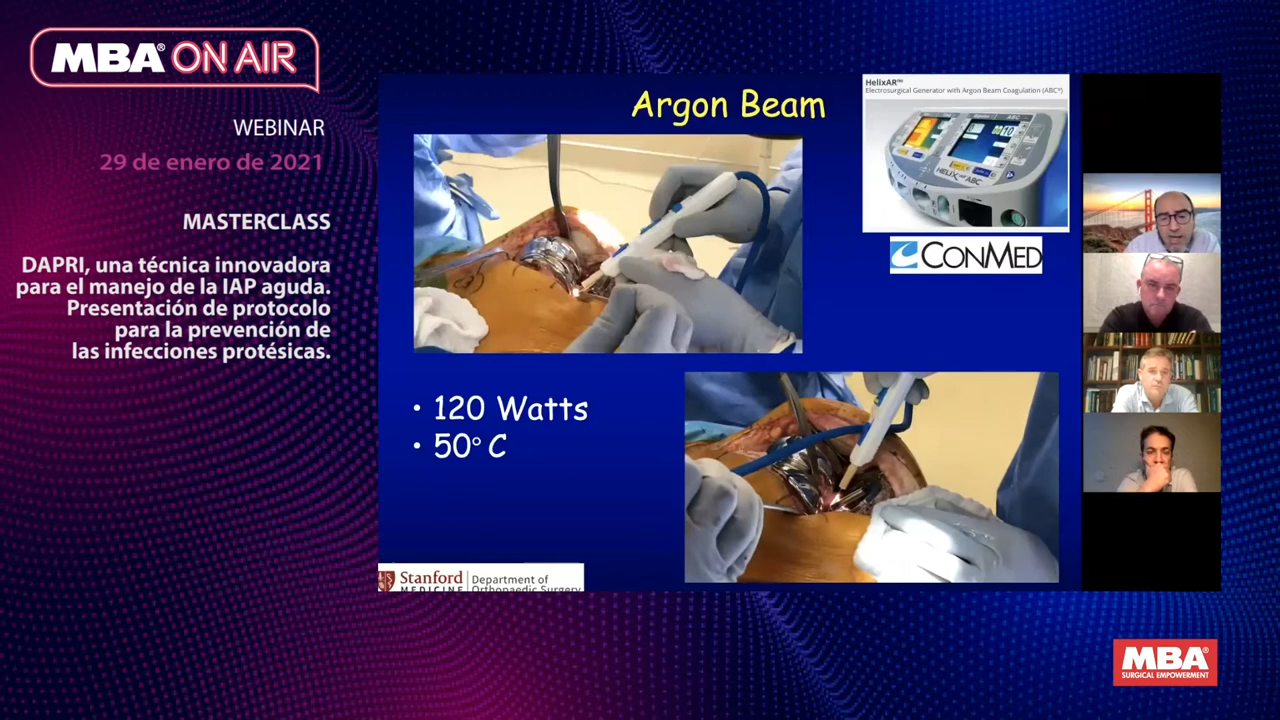 MBA® ON AIR
WEBINAR
29 de enero de 2021
MASTERCLASS
DAPRI, una técnica innovadora
para el manejo de la IAP aguda.
Presentación de protocolo
para la prevención de
las infecciones protésicas.
Argon Beam
HelixAR™
Electrosurgical Generator with Argon Beam Coagulation (ABC®)
CONMED
• 120 Watts
• 50° C
Stanford
MEDICINE
Department of
Orthopaedic Surgery
MBA®
SURGICAL EMPOWERMENT